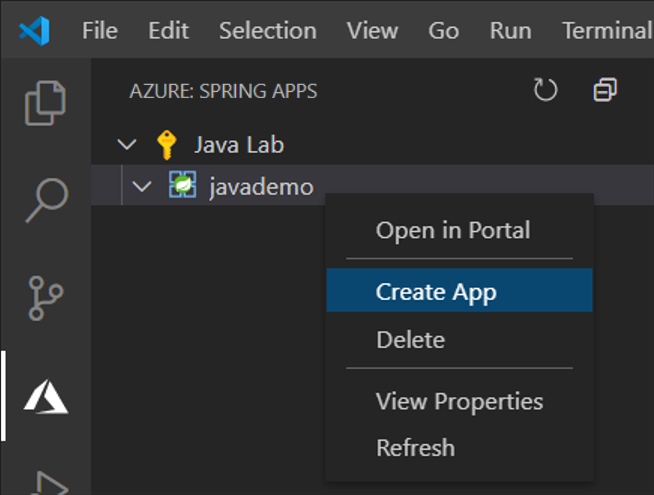 File Edit Selection View Go Run Terminal
AZURE: SPRING APPS
Java Lab
javademo
Open in Portal
Create App
Delete
View Properties
Refresh